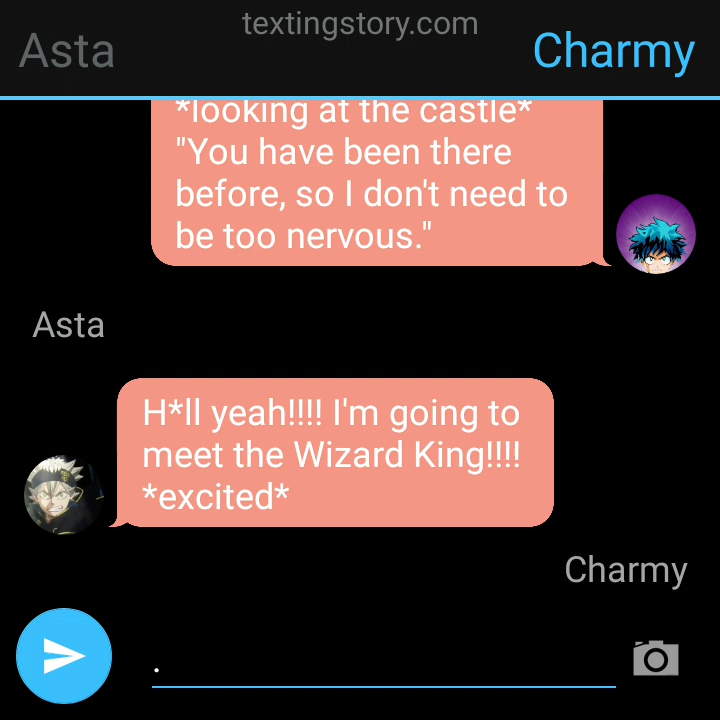 textingstory.com
Asta
Charmy
*looking at the castle*
"You have been there
before, so I don't need to
be too nervous."
Asta
H*ll yeah!!!! I'm going to
meet the Wizard King!!!!
*excited*
Charmy
.